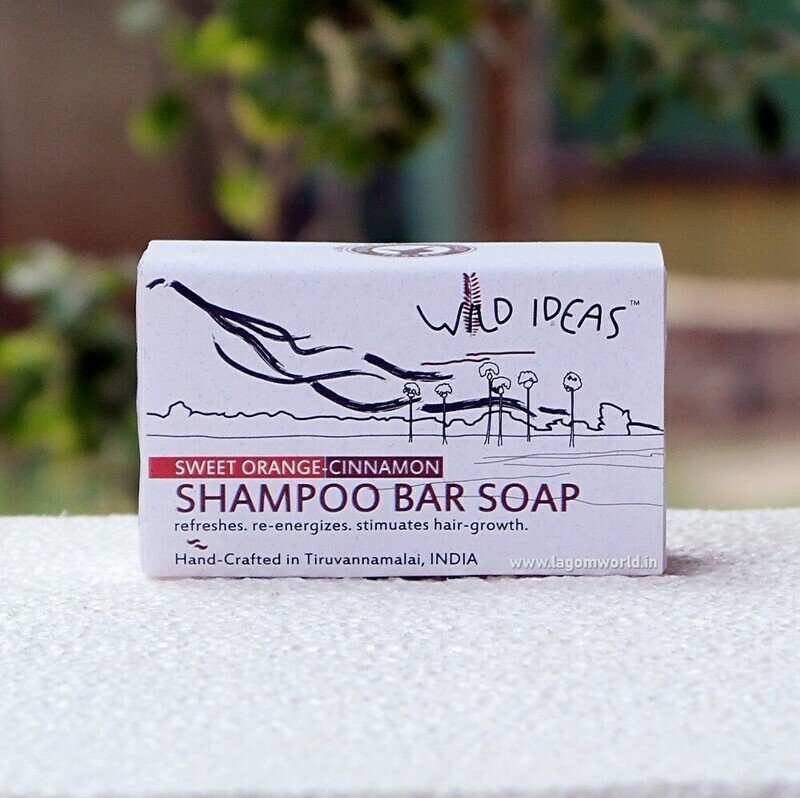 WILD IDEAS™
SWEET ORANGE-CINNAMON
SHAMPOO BAR SOAP
refreshes. re-energizes. stimuates hair-growth.
Hand-Crafted in Tiruvannamalai, INDIA
www.lagomworld.in